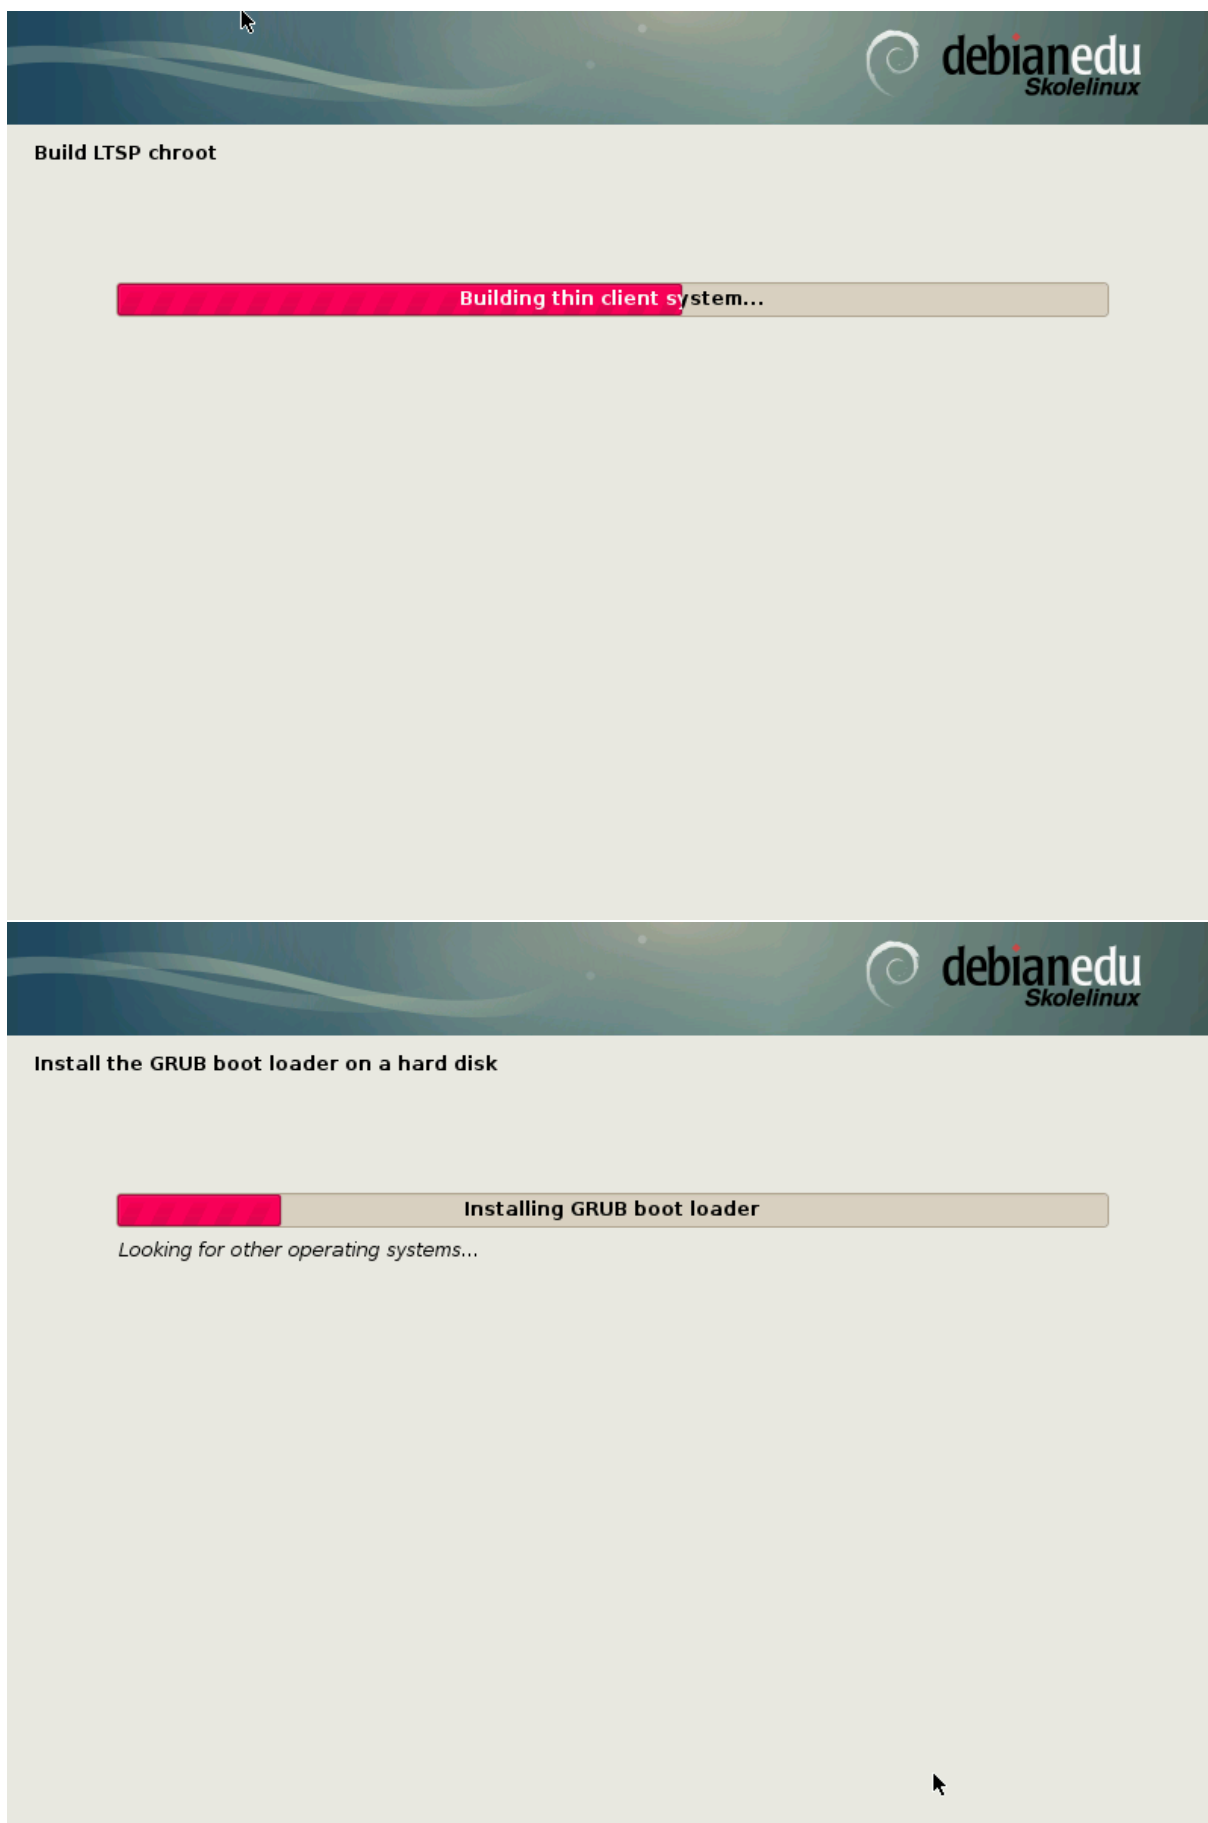 debianedu
Skolelinux
Build LTSP chroot
Building thin client system...
debianedu
Skolelinux
Install the GRUB boot loader on a hard disk
Installing GRUB boot loader
Looking for other operating systems...